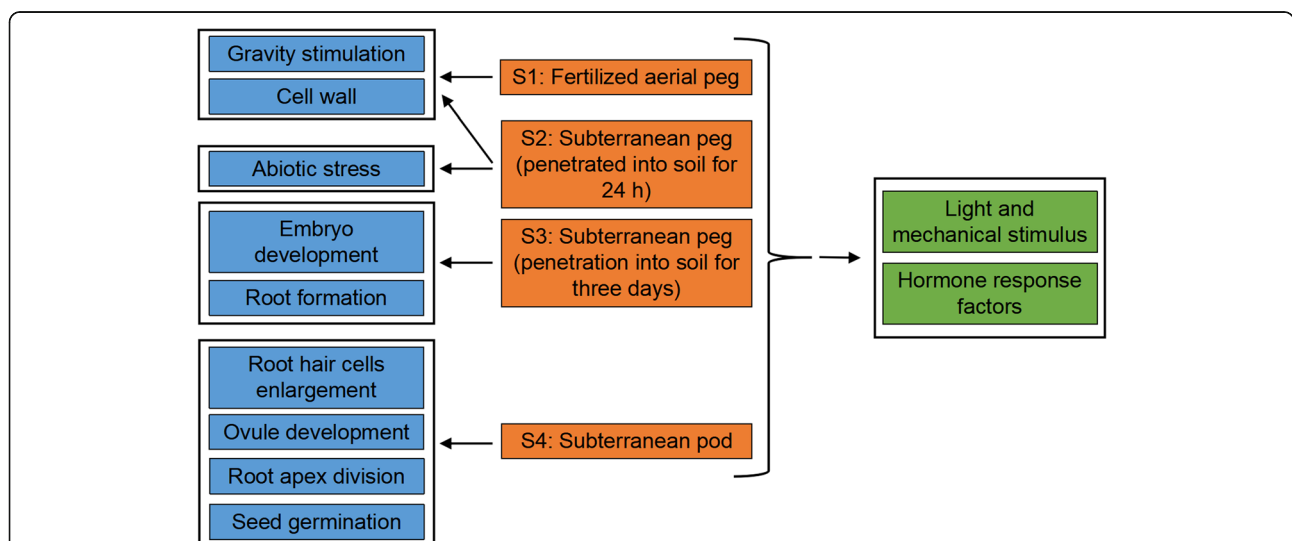 Gravity stimulation
Cell wall
Abiotic stress
Embryo
development
Root formation
Root hair cells
enlargement
Ovule development
Root apex division
Seed germination
S1: Fertilized aerial peg
S2: Subterranean peg
(penetrated into soil for
24 h)
S3: Subterranean peg
(penetration into soil for
three days)
S4: Subterranean pod
Light and
mechanical stimulus
Hormone response
factors